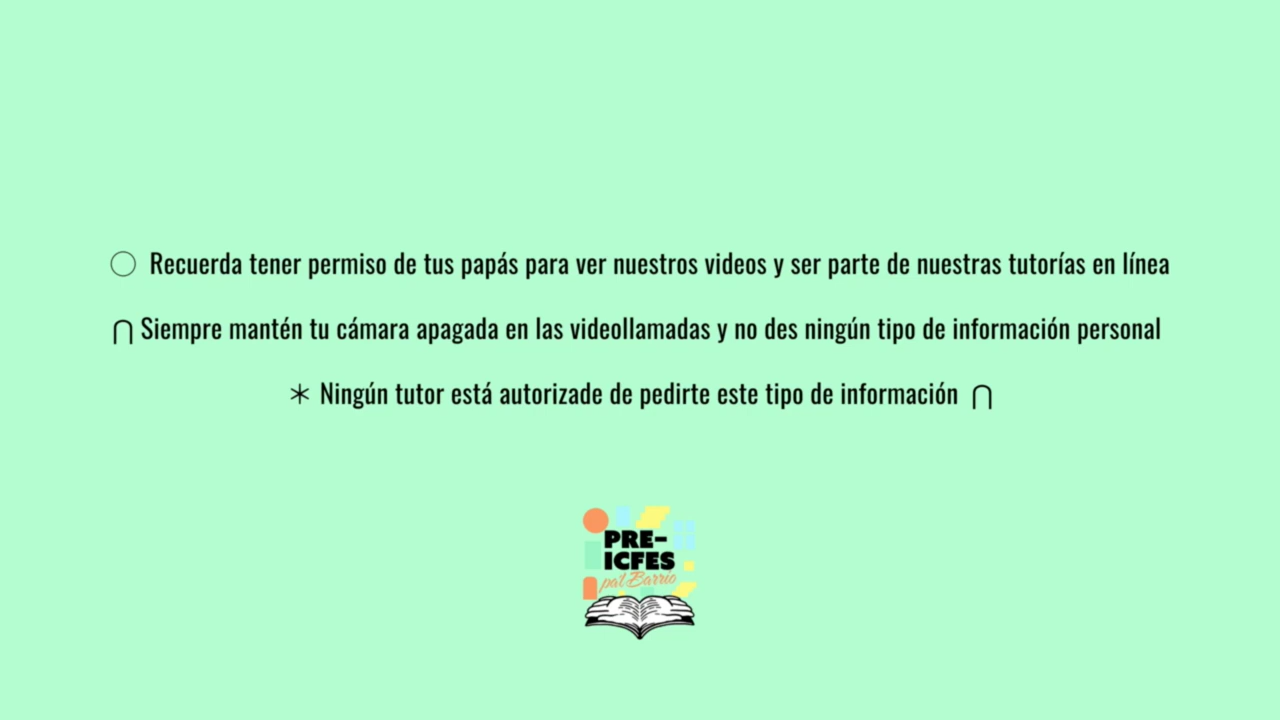 Recuerda tener permiso de tus papás para ver nuestros videos y ser parte de nuestras tutorías en línea
Siempre mantén tu cámara apagada en las videollamadas y no des ningún tipo de información personal
Ningún tutor está autorizade de pedirte este tipo de información
PRE-
ICFES
pa'l Barrio